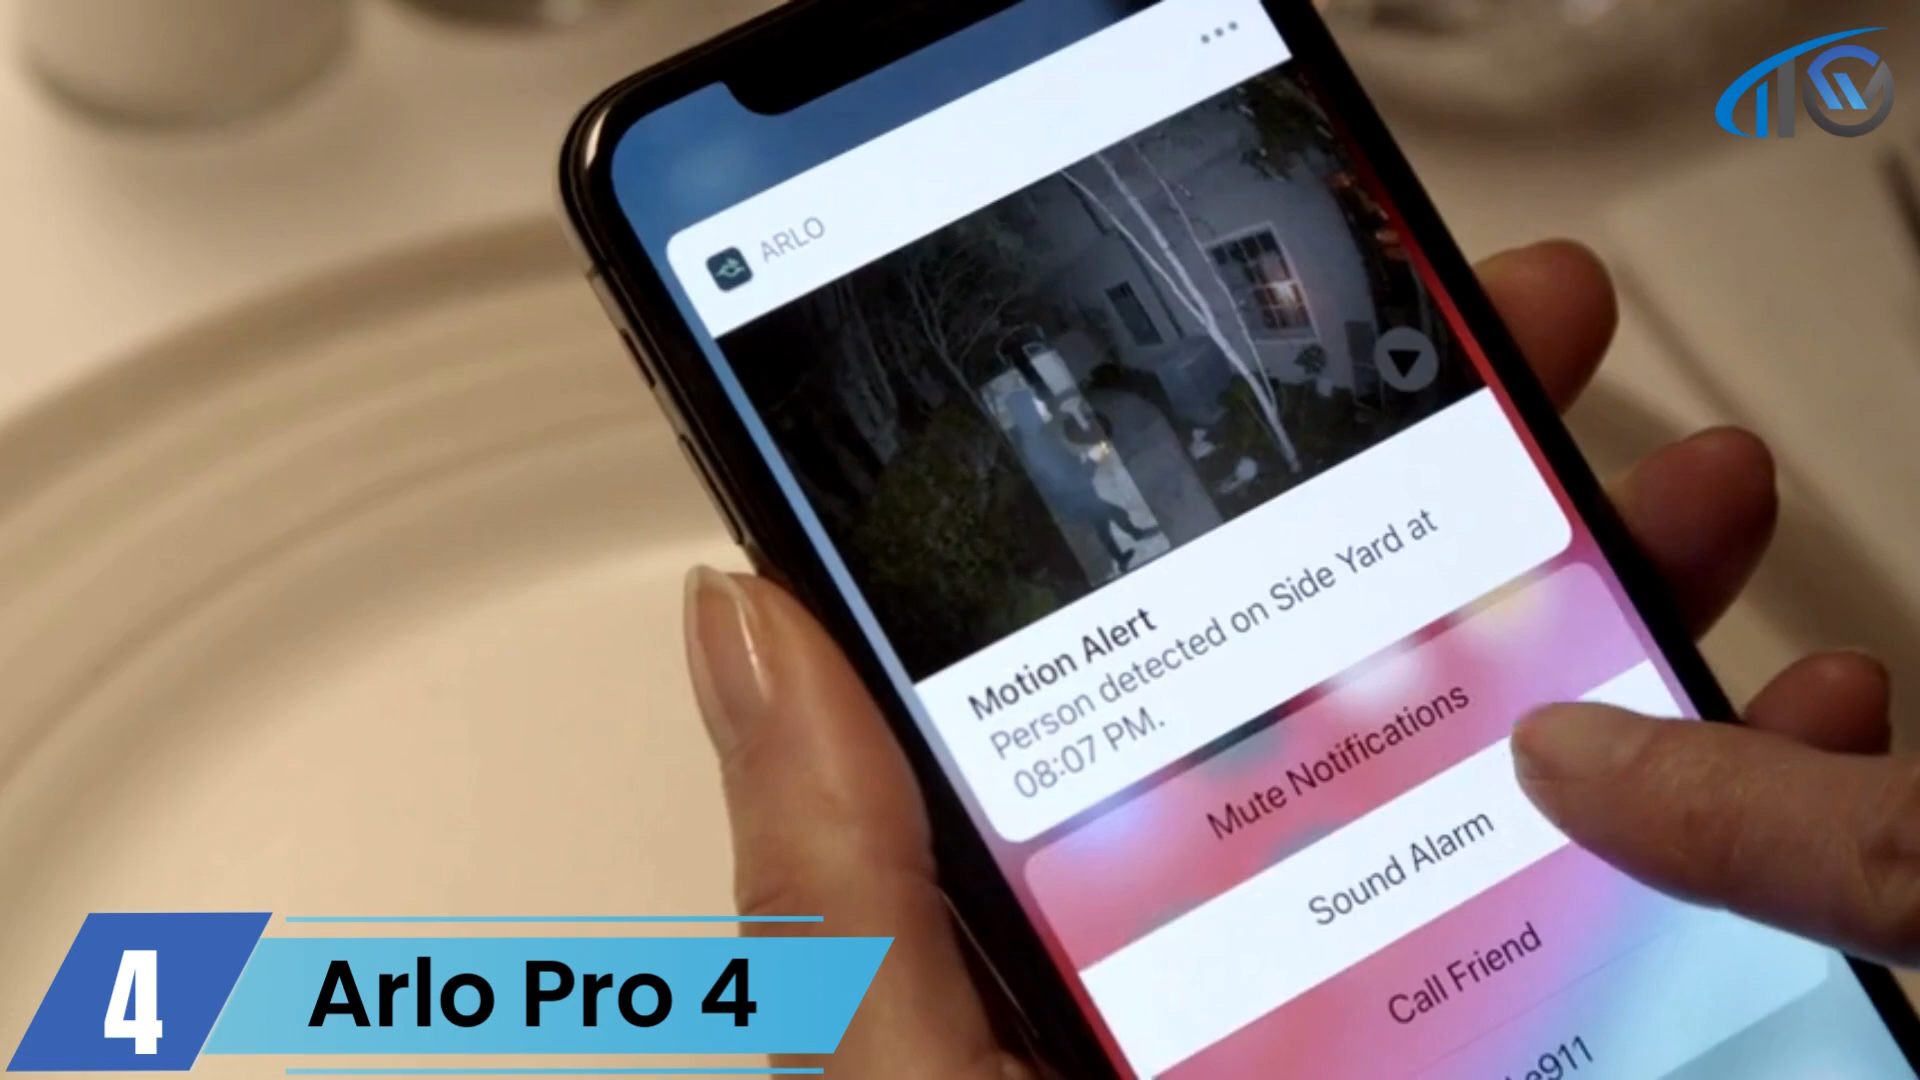 ARLO
Motion Alert
Person detected on Side Yard at
08:07 PM.
Mute Notifications
Sound Alarm
Call Friend
4
Arlo Pro 4